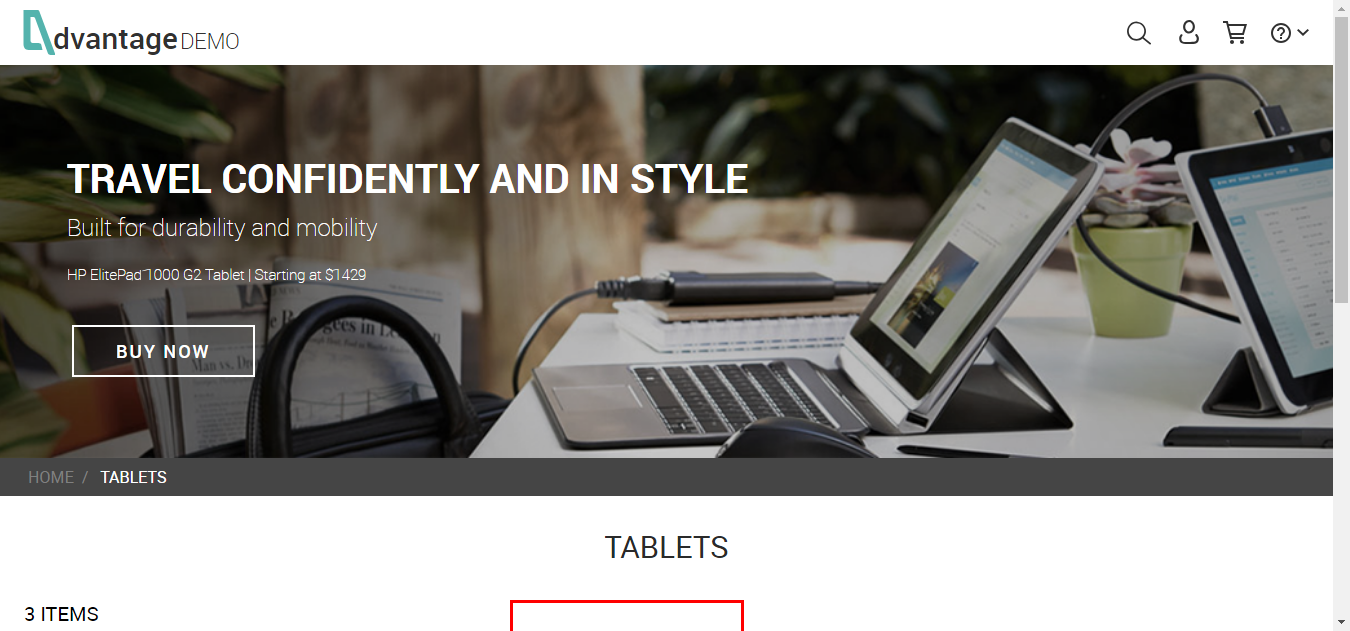 dvantage DEMO
TRAVEL CONFIDENTLY AND IN STYLE
Built for durability and mobility
HP ElitePad 1000 G2 Tablet | Starting at $1429
BUY NOW
HOME / TABLETS
TABLETS
3 ITEMS